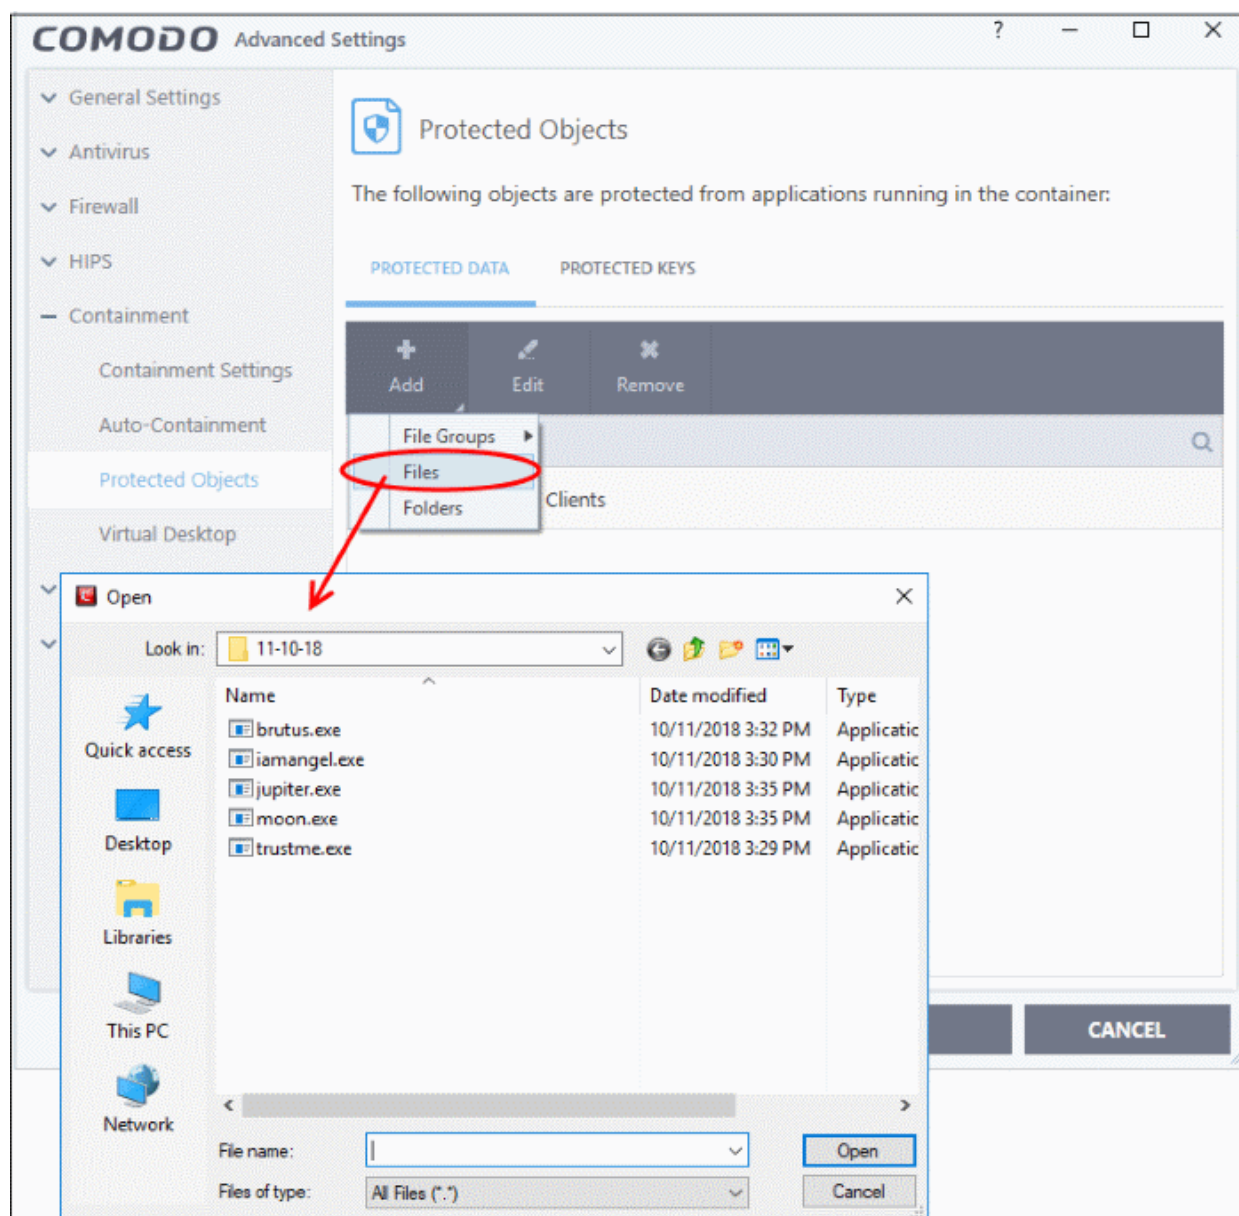 COMODO Advanced Settings ?
General Settings
Antivirus
Firewall
HIPS
Containment
Containment Settings
Auto-Containment
Protected Objects
Virtual Desktop
Protected Objects
The following objects are protected from applications running in the container:
PROTECTED DATA PROTECTED KEYS
Add Edit Remove
File Groups
Files
Folders
Clients
Open
Look in: 11-10-18
Quick access
Desktop
Libraries
This PC
Network
Name Date modified Type
brutus.exe 10/11/2018 3:32 PM Applicatic
iamangel.exe 10/11/2018 3:30 PM Applicatic
jupiter.exe 10/11/2018 3:35 PM Applicatic
moon.exe 10/11/2018 3:35 PM Applicatic
trustme.exe 10/11/2018 3:29 PM Applicatic
File name: Open
Files of type: All Files (*.*) Cancel
CANCEL